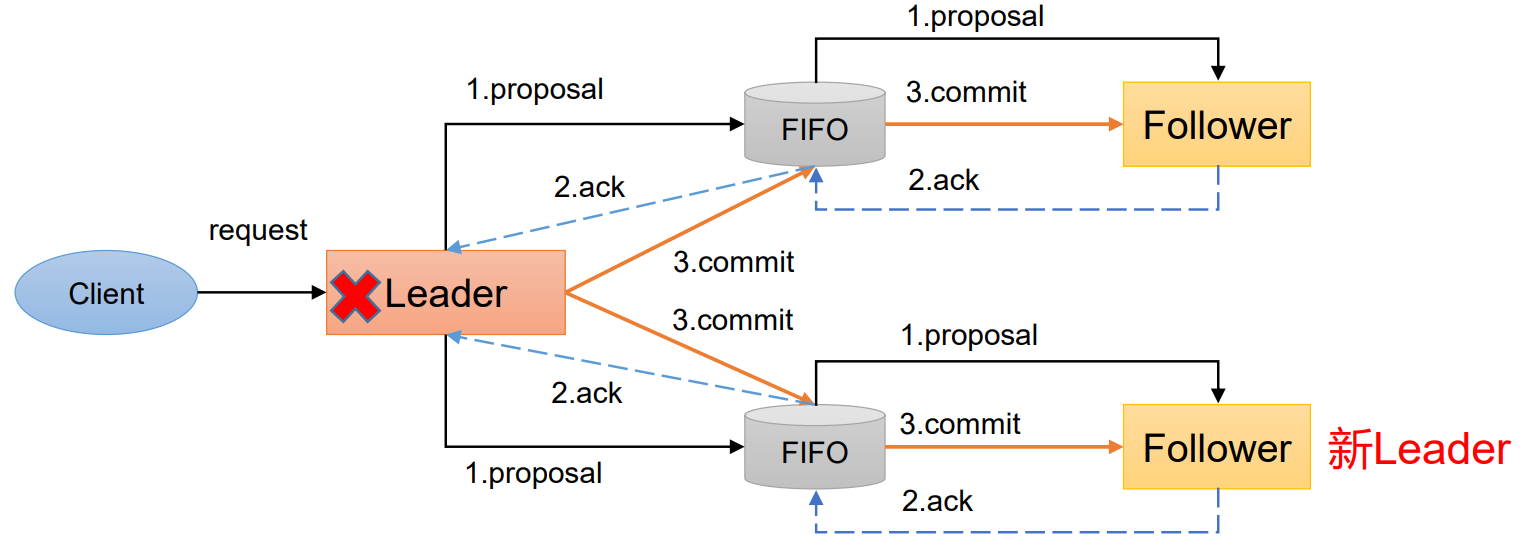 1.proposal
1.proposal
3.commit
FIFO
Follower
2.ack
2.ack
request
3.commit
Client
Leader
3.commit
1.proposal
2.ack
3.commit
FIFO
Follower
新Leader
1.proposal
2.ack